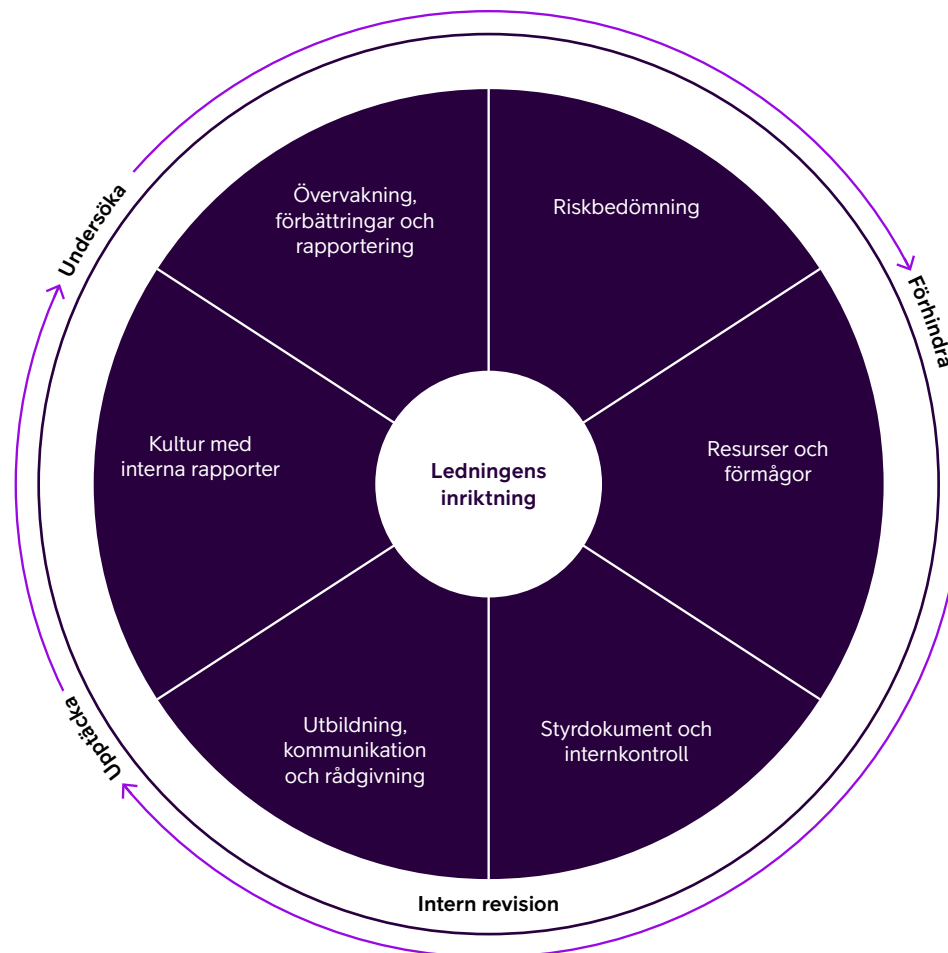 Övervakning,
förbättringar och
rapportering
Riskbedömning
Undersöka
Förhindra
Kultur med
interna rapporter
Ledningens
inriktning
Resurser och
förmågor
Upptäcka
Utbildning,
kommunikation
och rådgivning
Styrdokument och
internkontroll
Intern revision